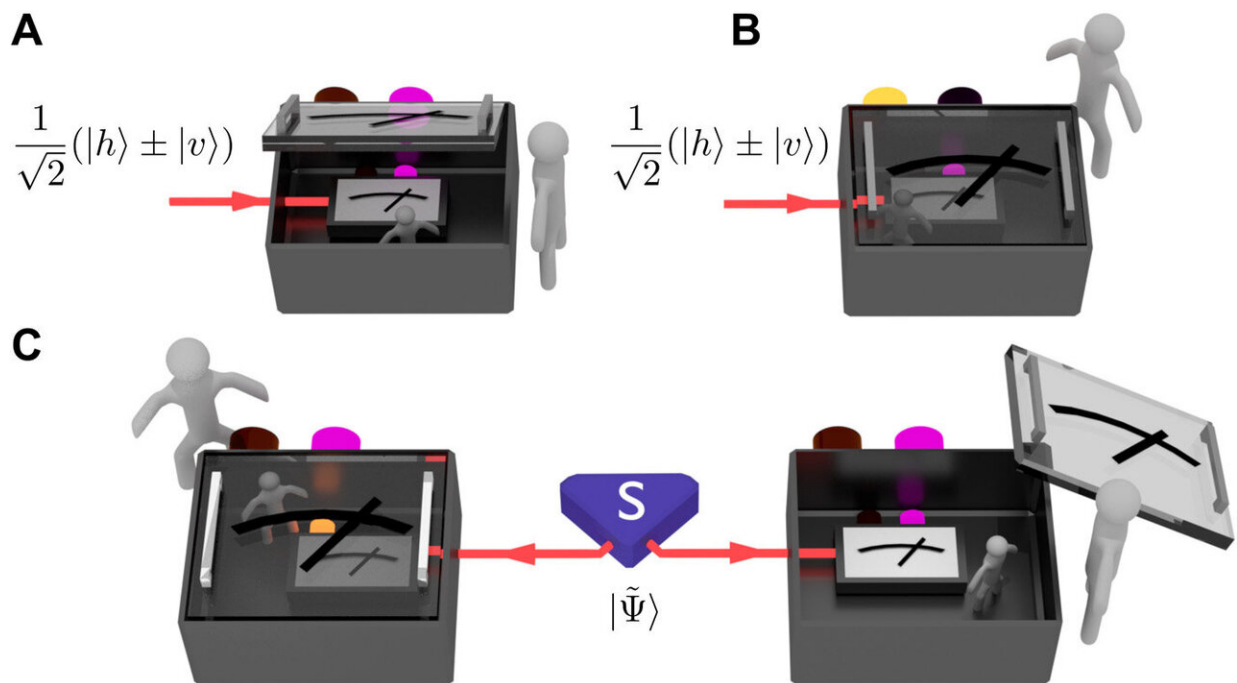 A
B
1/√2(|h⟩ ± |v⟩)
1/√2(|h⟩ ± |v⟩)
C
S
|Ψ̃⟩